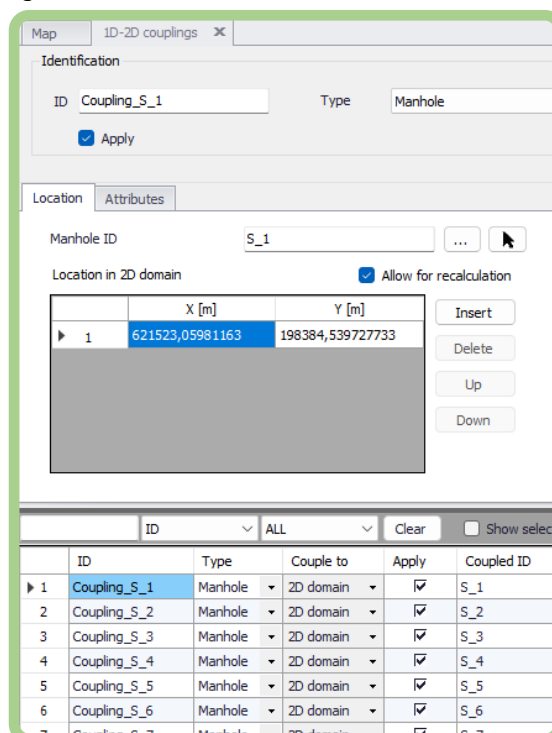 Map 1D-2D couplings ✕
Identification
ID Coupling_S_1 Type Manhole
Apply
Location Attributes
Manhole ID S_1 ...
Location in 2D domain Allow for recalculation
X [m] Y [m] Insert
1 621523,05981163 198384,539727733
Delete
Up
Down
ID ALL Clear Show selec
ID Type Couple to Apply Coupled ID
1 Coupling_S_1 Manhole 2D domain S_1
2 Coupling_S_2 Manhole 2D domain S_2
3 Coupling_S_3 Manhole 2D domain S_3
4 Coupling_S_4 Manhole 2D domain S_4
5 Coupling_S_5 Manhole 2D domain S_5
6 Coupling_S_6 Manhole 2D domain S_6